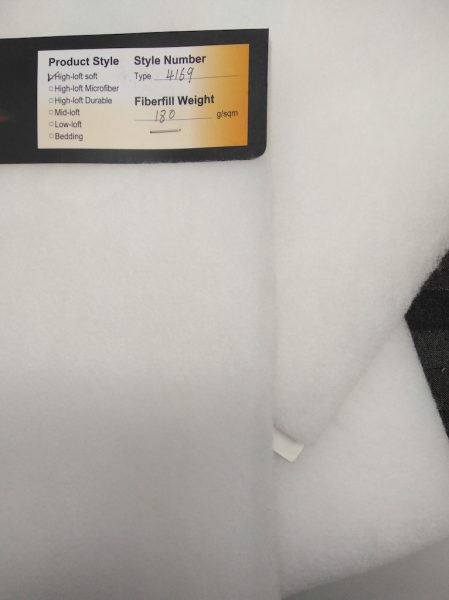 Product Style
High-loft soft
High-loft Microfiber
High-loft Durable
Mid-loft
Low-loft
Bedding
Style Number
Type 4169
Fiberfill Weight
180 g/sqm